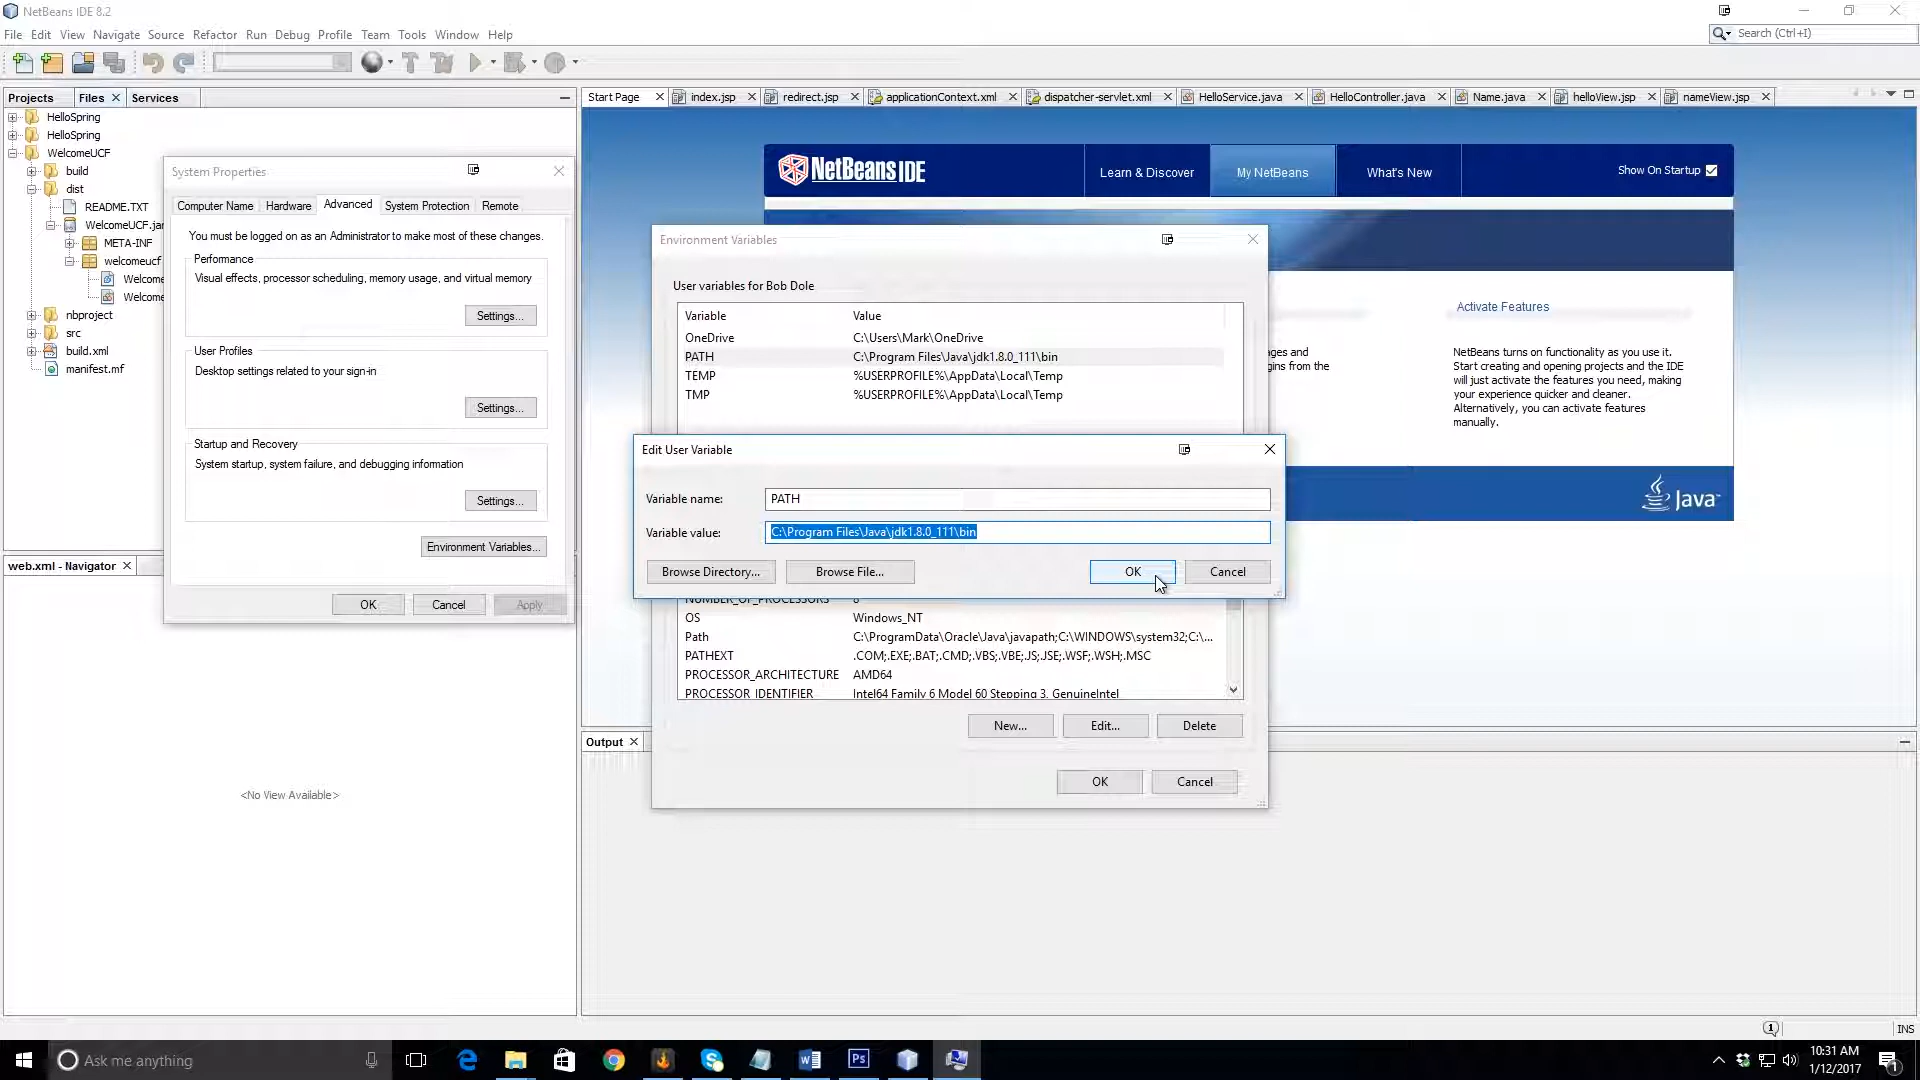 NetBeans IDE 8.2
File Edit View Navigate Source Refactor Run Debug Profile Team Tools Window Help
Search (Ctrl+I)
Projects Files Services
HelloSpring
HelloSpring
WelcomeUCF
build
dist
README.TXT
WelcomeUCF.jar
META-INF
welcomeucf
Welcome
Welcome
nbproject
src
build.xml
manifest.mf
web.xml - Navigator
<No View Available>
System Properties
Computer Name Hardware Advanced System Protection Remote
You must be logged on as an Administrator to make most of these changes.
Performance
Visual effects, processor scheduling, memory usage, and virtual memory
Settings...
User Profiles
Desktop settings related to your sign-in
Settings...
Startup and Recovery
System startup, system failure, and debugging information
Settings...
Environment Variables...
OK Cancel Apply
Start Page index.jsp redirect.jsp applicationContext.xml dispatcher-servlet.xml HelloService.java HelloController.java Name.java helloView.jsp nameView.jsp
NetBeans IDE
Learn & Discover My NetBeans What's New Show On Startup
Activate Features
ages and
gins from the
NetBeans turns on functionality as you use it.
Start creating and opening projects and the IDE
will just activate the features you need, making
your experience quicker and cleaner.
Alternatively, you can activate features
manually.
Java
Environment Variables
User variables for Bob Dole
Variable Value
OneDrive C:\Users\Mark\OneDrive
PATH C:\Program Files\Java\jdk1.8.0_111\bin
TEMP %USERPROFILE%\AppData\Local\Temp
TMP %USERPROFILE%\AppData\Local\Temp
Edit User Variable
Variable name: PATH
Variable value: C:\Program Files\Java\jdk1.8.0_111\bin
Browse Directory... Browse File... OK Cancel
NUMBER_OF_PROCESSORS 8
OS Windows_NT
Path C:\ProgramData\Oracle\Java\javapath;C:\WINDOWS\system32;C:\...
PATHEXT .COM;.EXE;.BAT;.CMD;.VBS;.VBE;.JS;.JSE;.WSF;.WSH;.MSC
PROCESSOR_ARCHITECTURE AMD64
PROCESSOR_IDENTIFIER Intel64 Family 6 Model 60 Stepping 3, GenuineIntel
New... Edit... Delete
OK Cancel
Output
1 INS
Ask me anything
Ps
10:31 AM
1/12/2017
1